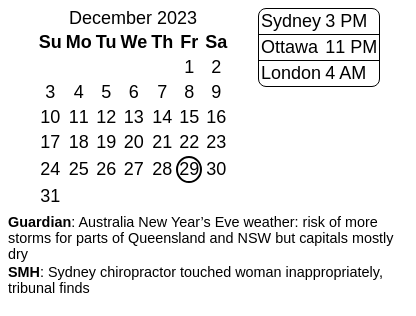 December 2023
Su Mo Tu We Th Fr Sa
1 2
3 4 5 6 7 8 9
10 11 12 13 14 15 16
17 18 19 20 21 22 23
24 25 26 27 28 29 30
31
Sydney 3 PM
Ottawa 11 PM
London 4 AM
Guardian: Australia New Year’s Eve weather: risk of more
storms for parts of Queensland and NSW but capitals mostly
dry
SMH: Sydney chiropractor touched woman inappropriately,
tribunal finds